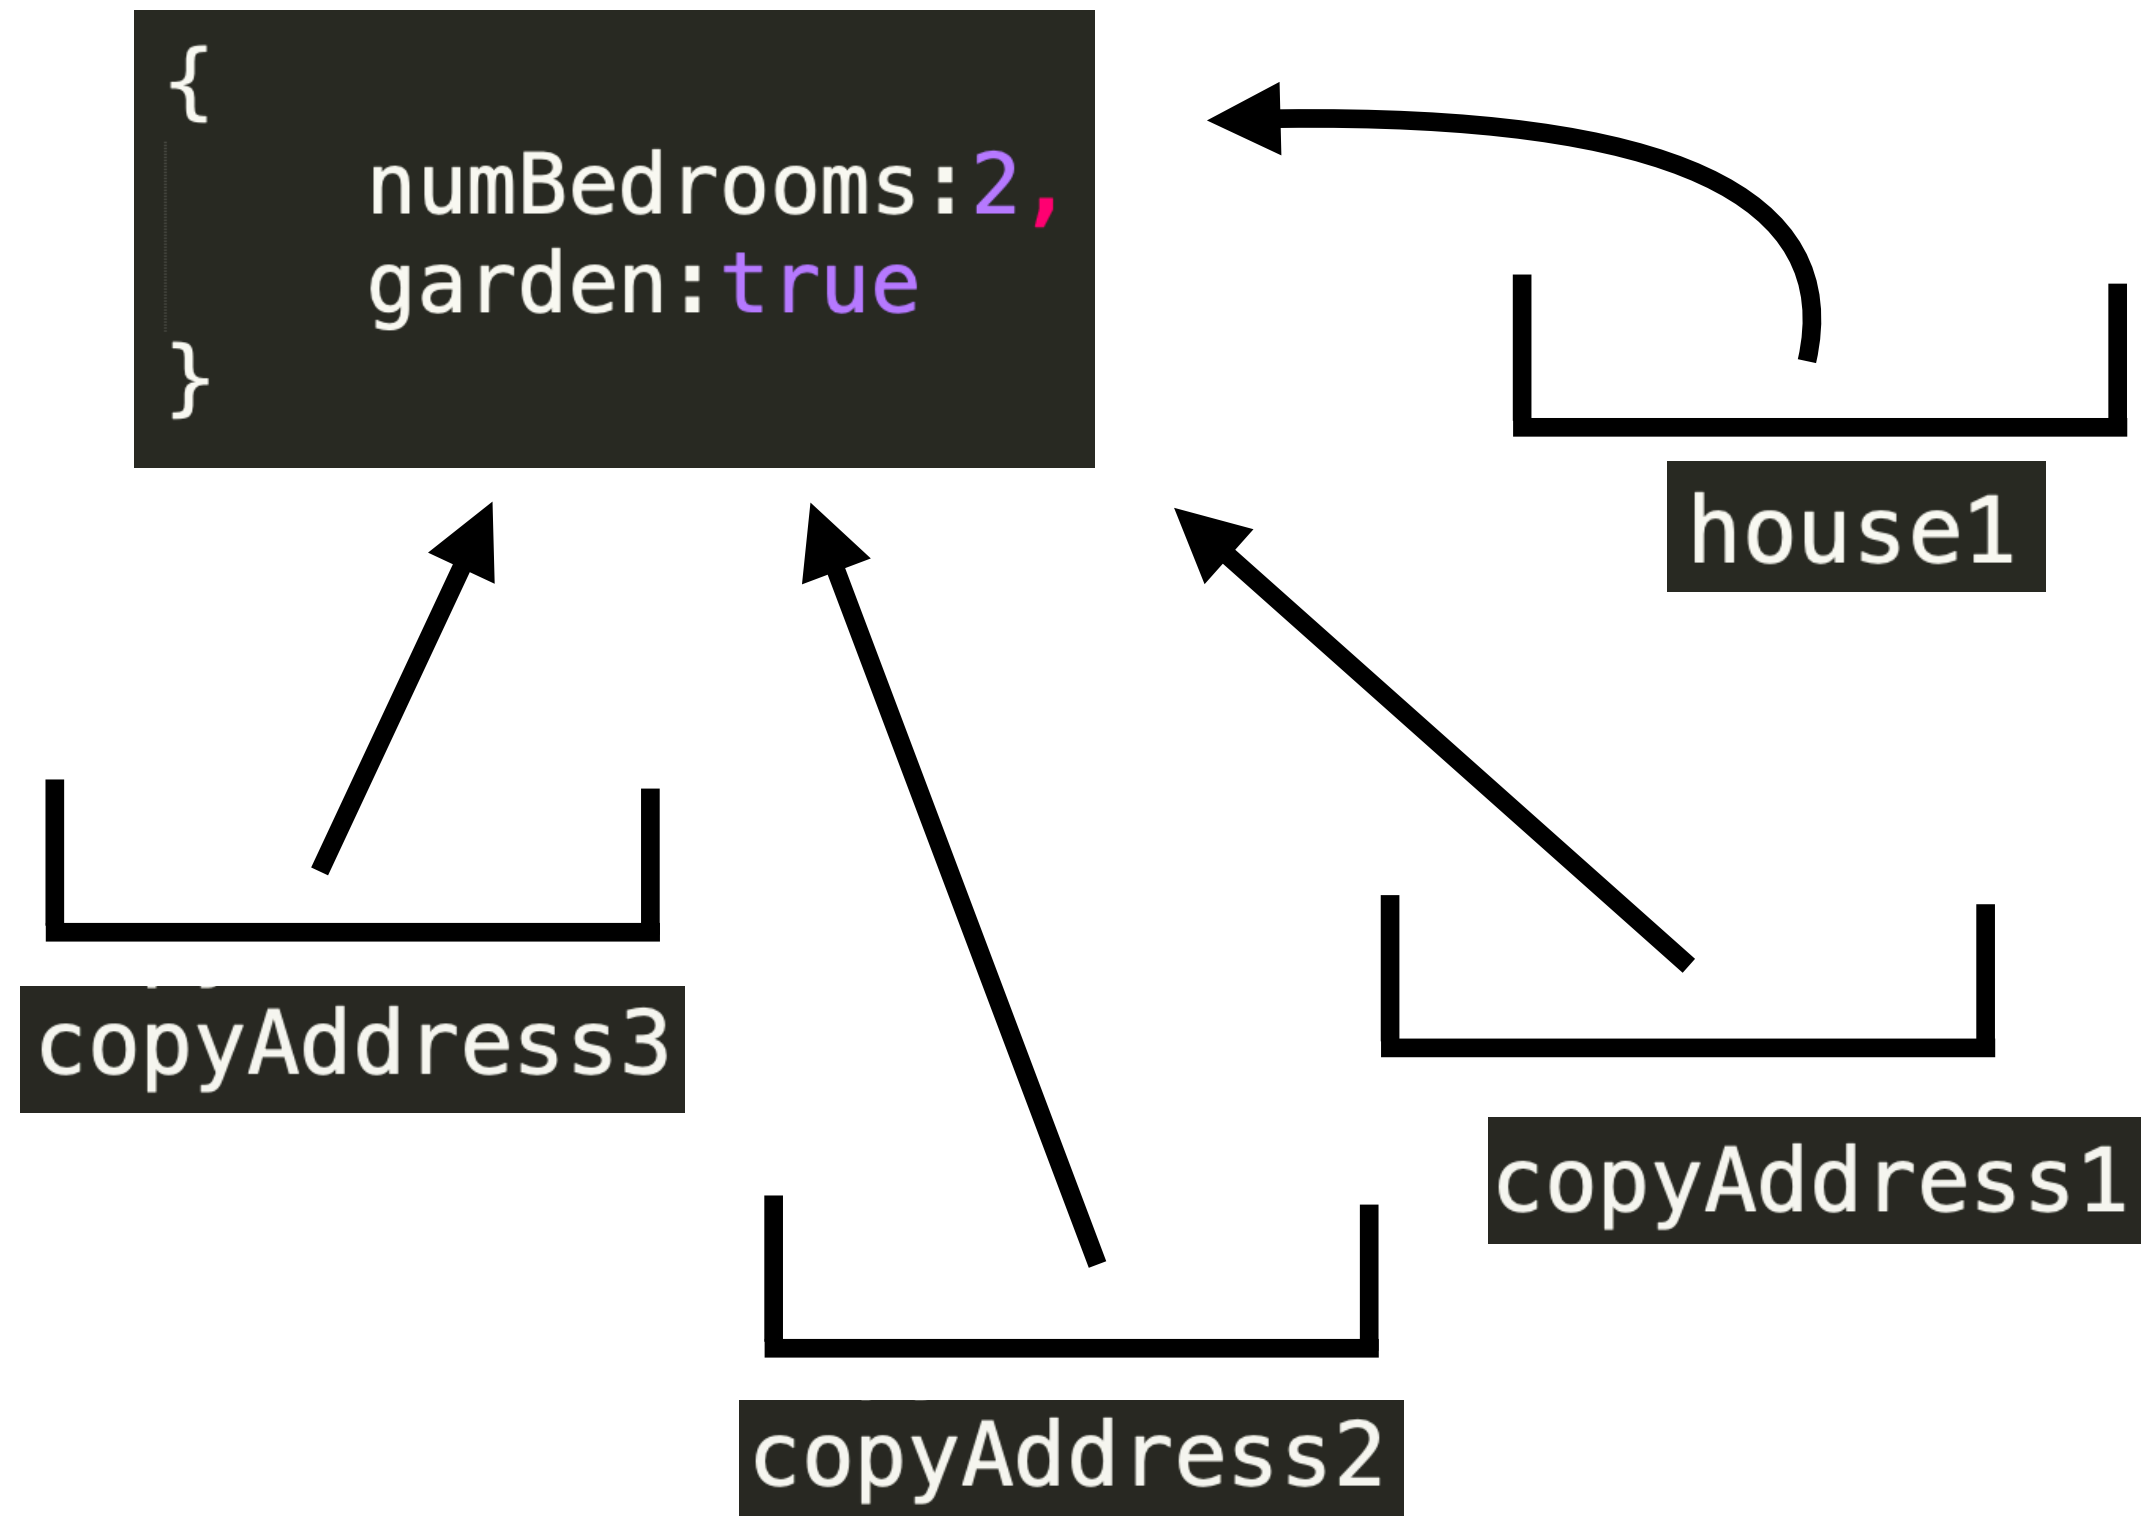 {
numBedrooms:2,
garden:true
}
house1
copyAddress3
copyAddress1
copyAddress2